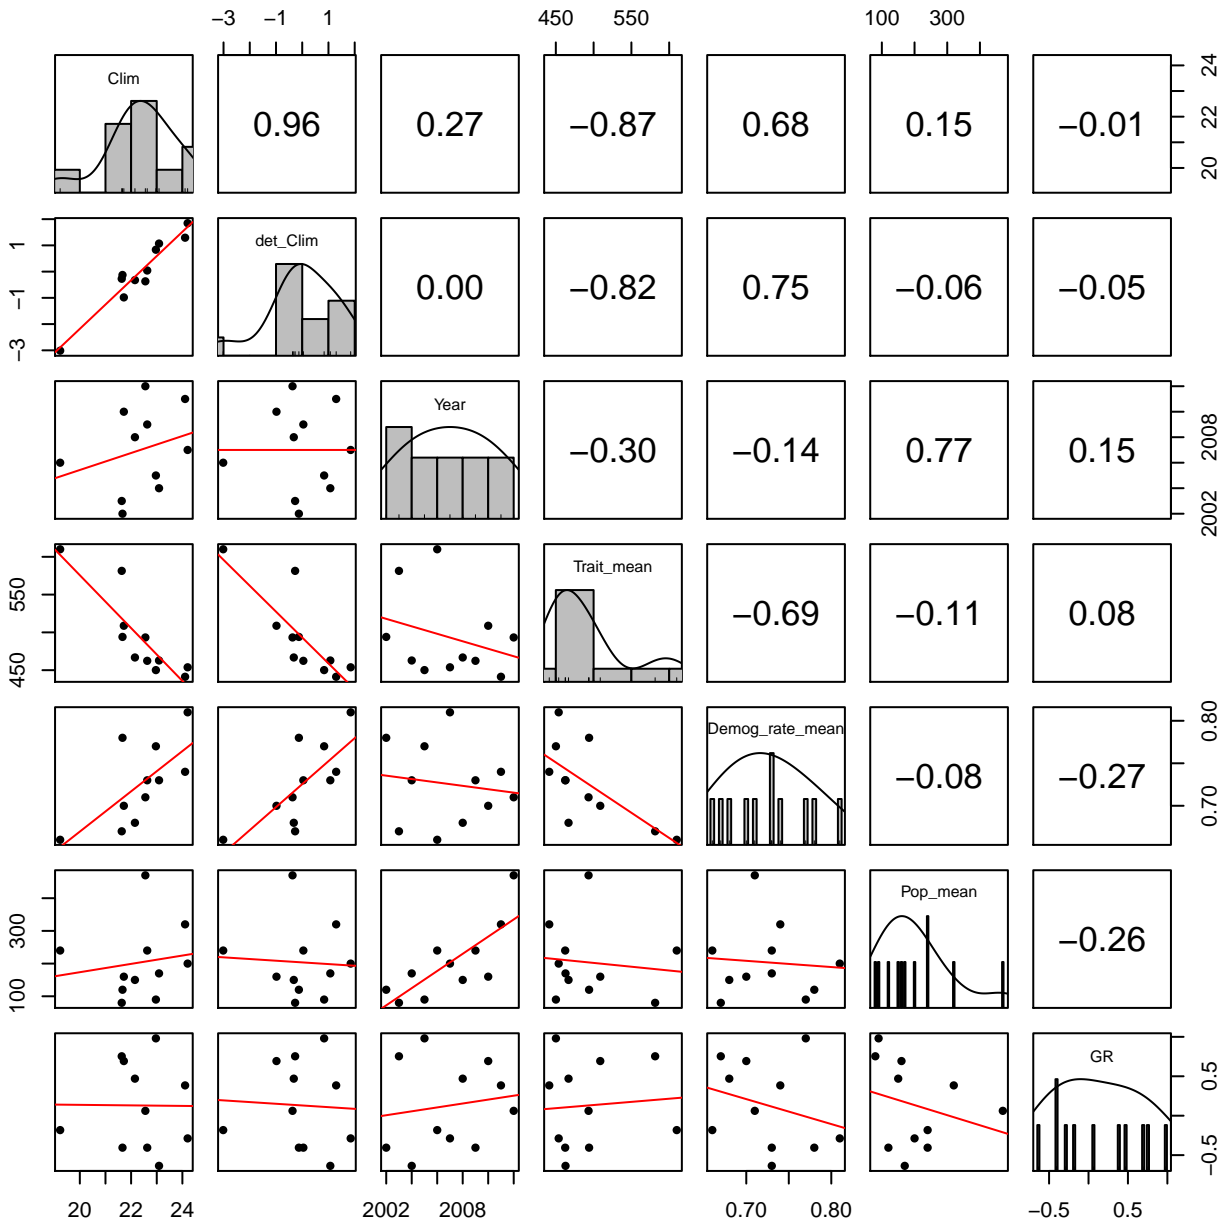 −3 −1 1 450 550 100 300
Clim 0.96 0.27 −0.87 0.68 0.15 −0.01 20 22 24
−3 −1 1 det_Clim 0.00 −0.82 0.75 −0.06 −0.05
Year −0.30 −0.14 0.77 0.15 2002 2008
450 550 Trait_mean −0.69 −0.11 0.08
Demog_rate_mean −0.08 −0.27 0.70 0.80
100 300 Pop_mean −0.26
GR −0.5 0.5
20 22 24 2002 2008 0.70 0.80 −0.5 0.5